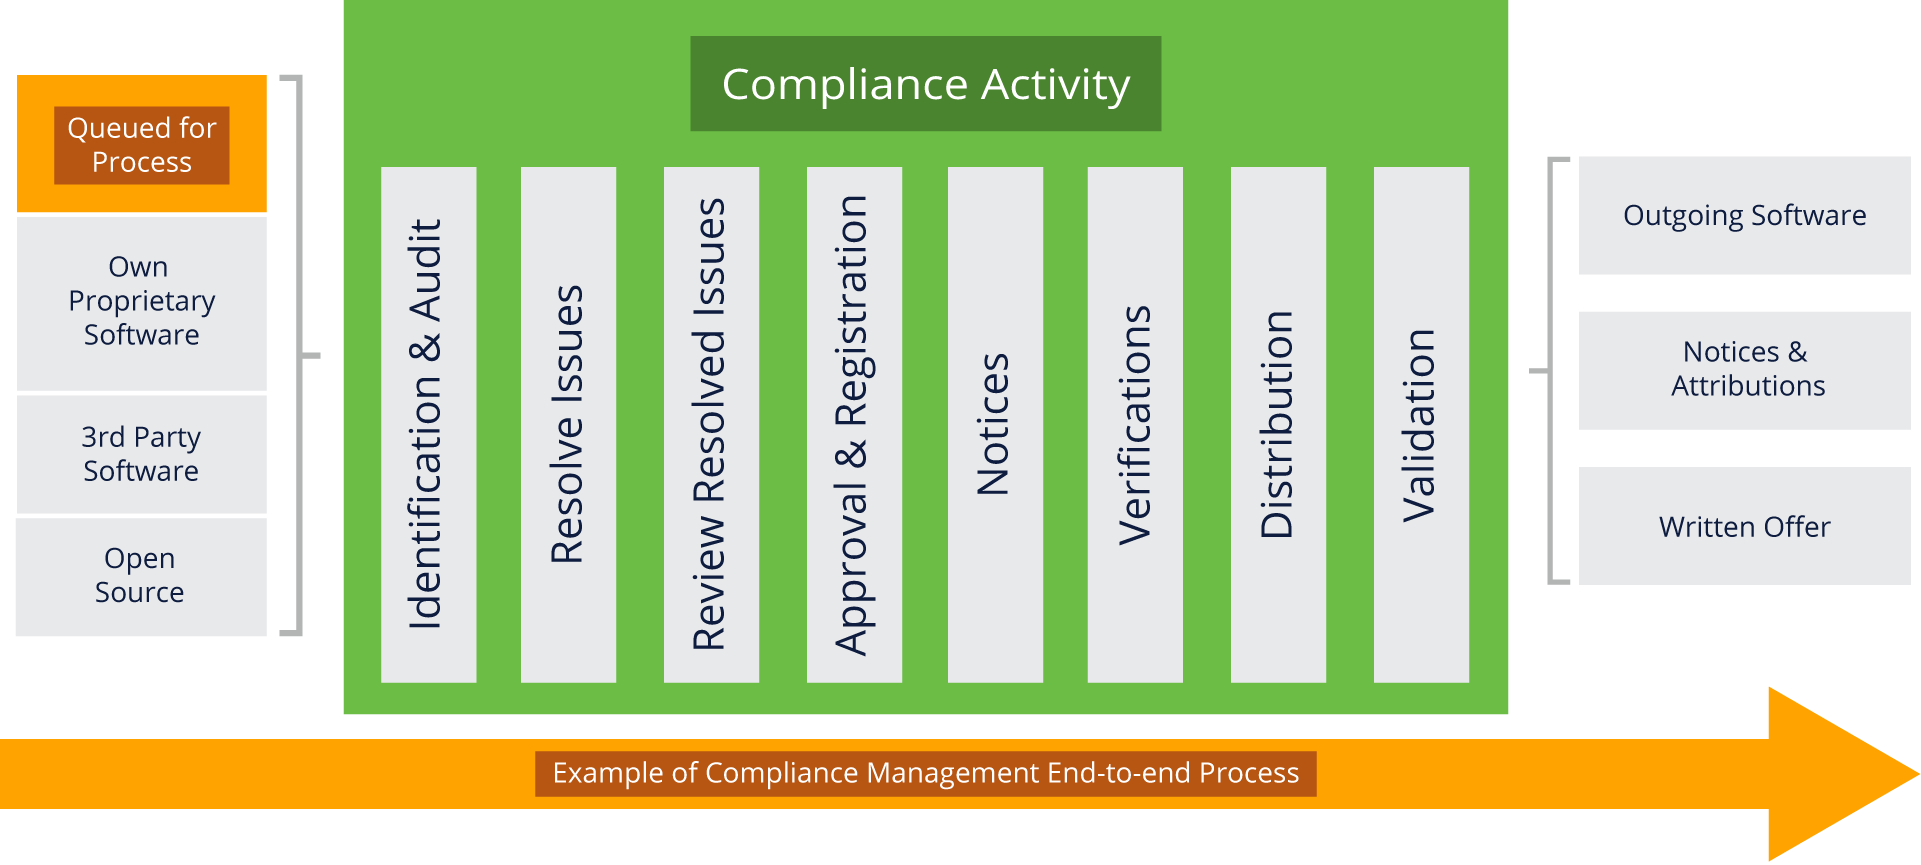 Compliance Activity
Queued for
Process
Own
Proprietary
Software
3rd Party
Software
Open
Source
Identification & Audit
Resolve Issues
Review Resolved Issues
Approval & Registration
Notices
Verifications
Distribution
Validation
Outgoing Software
Notices &
Attributions
Written Offer
Example of Compliance Management End-to-end Process